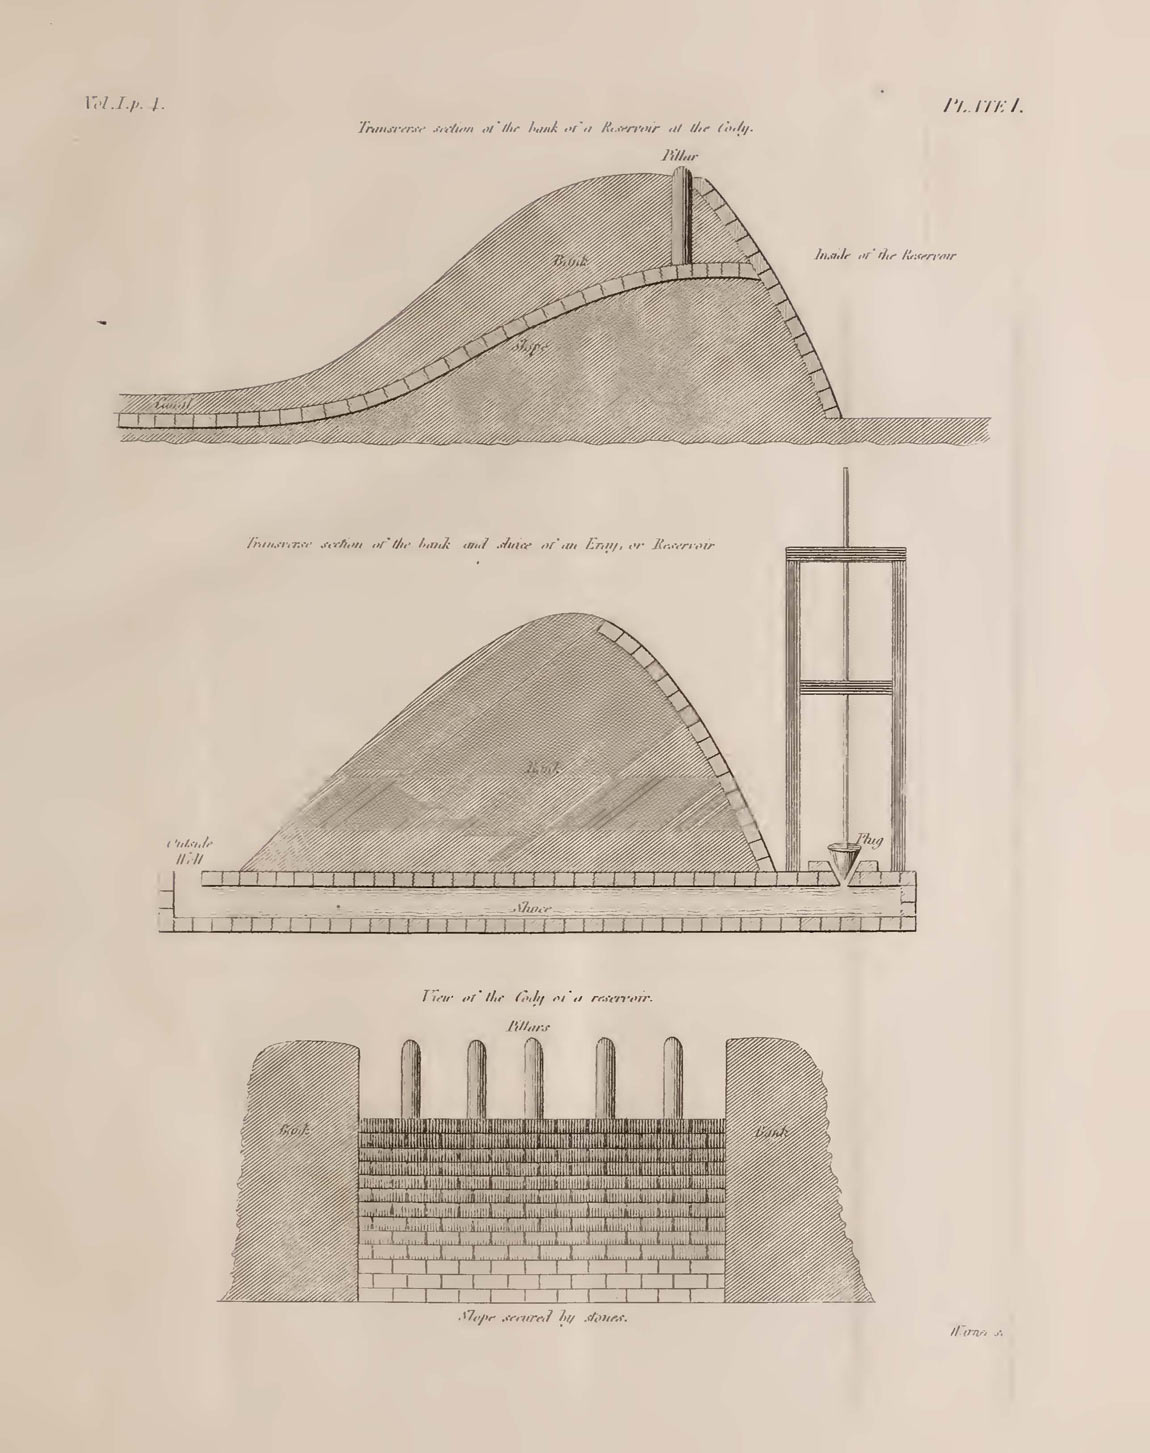 Vol. I. p. 4.
PLATE I.
Transverse section of the bank of a Reservoir at the Cody.
Pillar
Inside of the Reservoir
Bank
Slope
Canal
Transverse section of the bank and sluice of an Eray, or Reservoir
Bank
Plug
Outside
Well
Sluice
View of the Cody of a reservoir.
Pillars
Bank
Bank
Slope secured by stones.